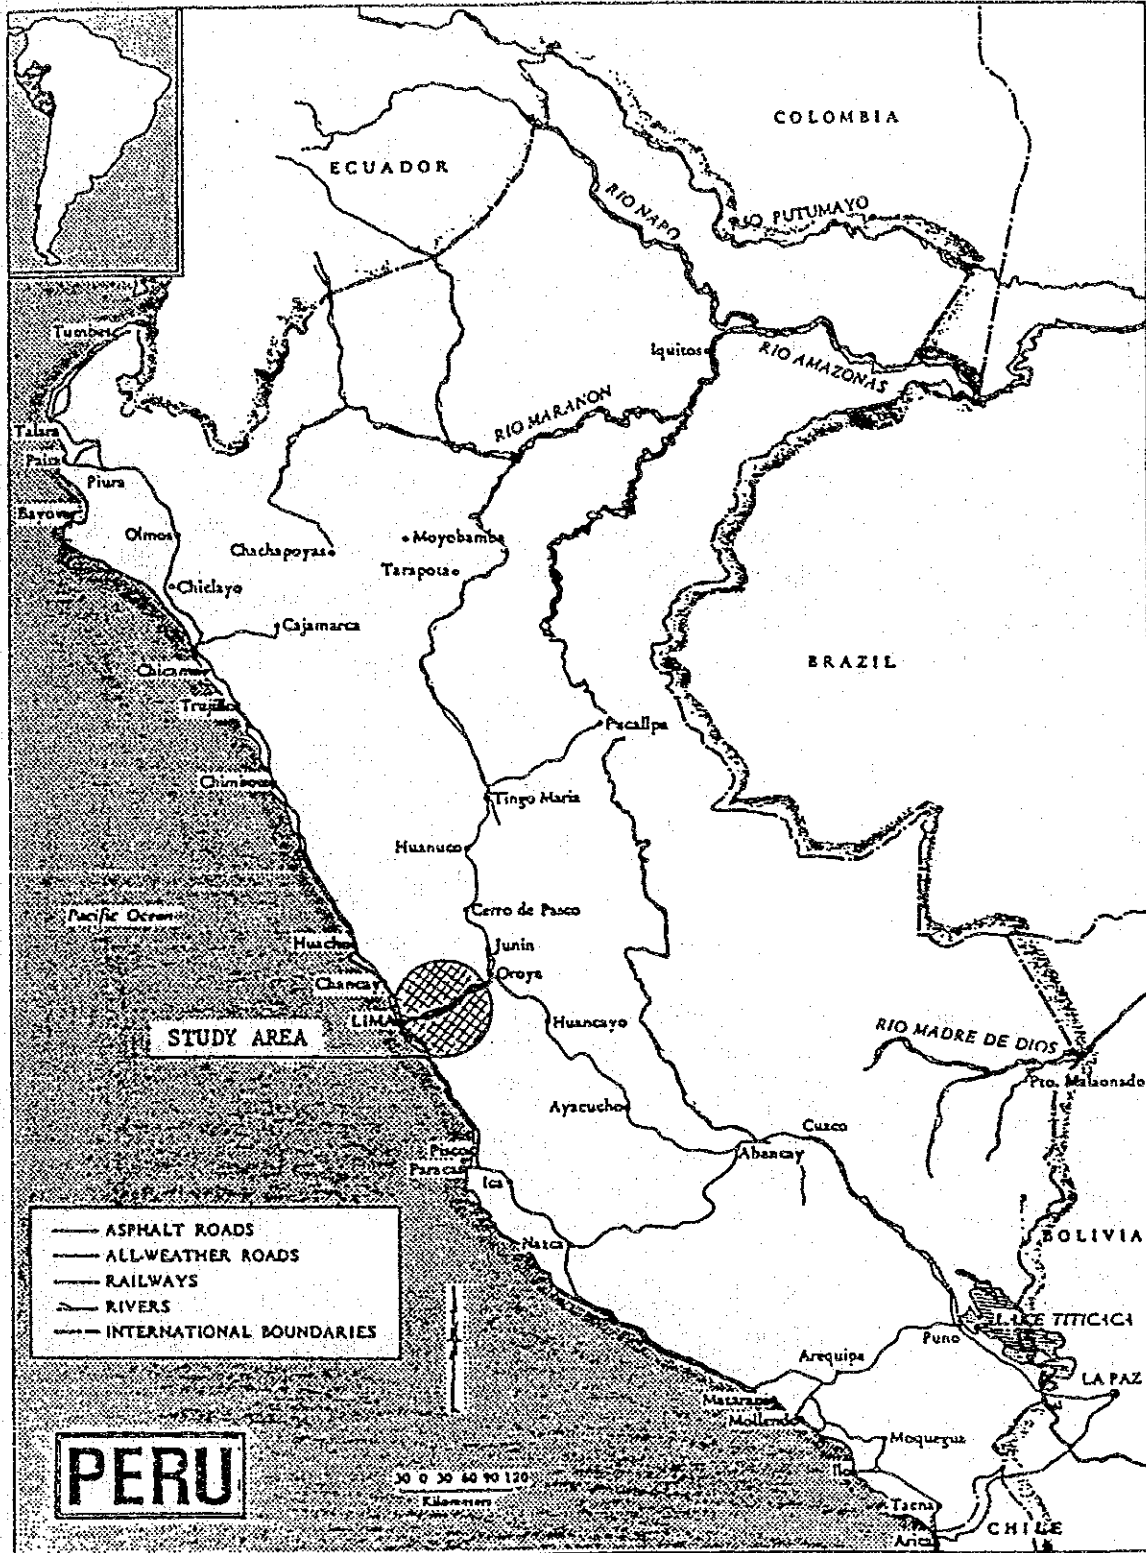 COLOMBIA
ECUADOR
RIO NAPO
RIO PUTUMAYO
Tumbes
Iquitos
RIO AMAZONAS
RIO MARAÑON
Talara
Paita
Piura
Bayovar
Olmos
Chachapoyas
Moyobamba
Tarapota
Chiclayo
Cajamarca
BRAZIL
Chicama
Trujillo
Pucallpa
Chimbote
Tingo Maria
Huanuco
Pacific Ocean
Cerro de Pasco
Huacho
Junin
Oroya
Chancay
LIMA
Huancayo
STUDY AREA
RIO MADRE DE DIOS
Pto. Malaonado
Ayacucho
Cuzco
Abancay
Pisco
Paracas
Ica
Nazca
BOLIVIA
ASPHALT ROADS
ALL-WEATHER ROADS
RAILWAYS
RIVERS
INTERNATIONAL BOUNDARIES
LAKE TITICACA
Puno
Arequipa
LA PAZ
Matarani
Mollendo
Moquegua
Ilo
PERU
30 0 30 60 90 120
Kilometers
Tacna
CHILE
Arica